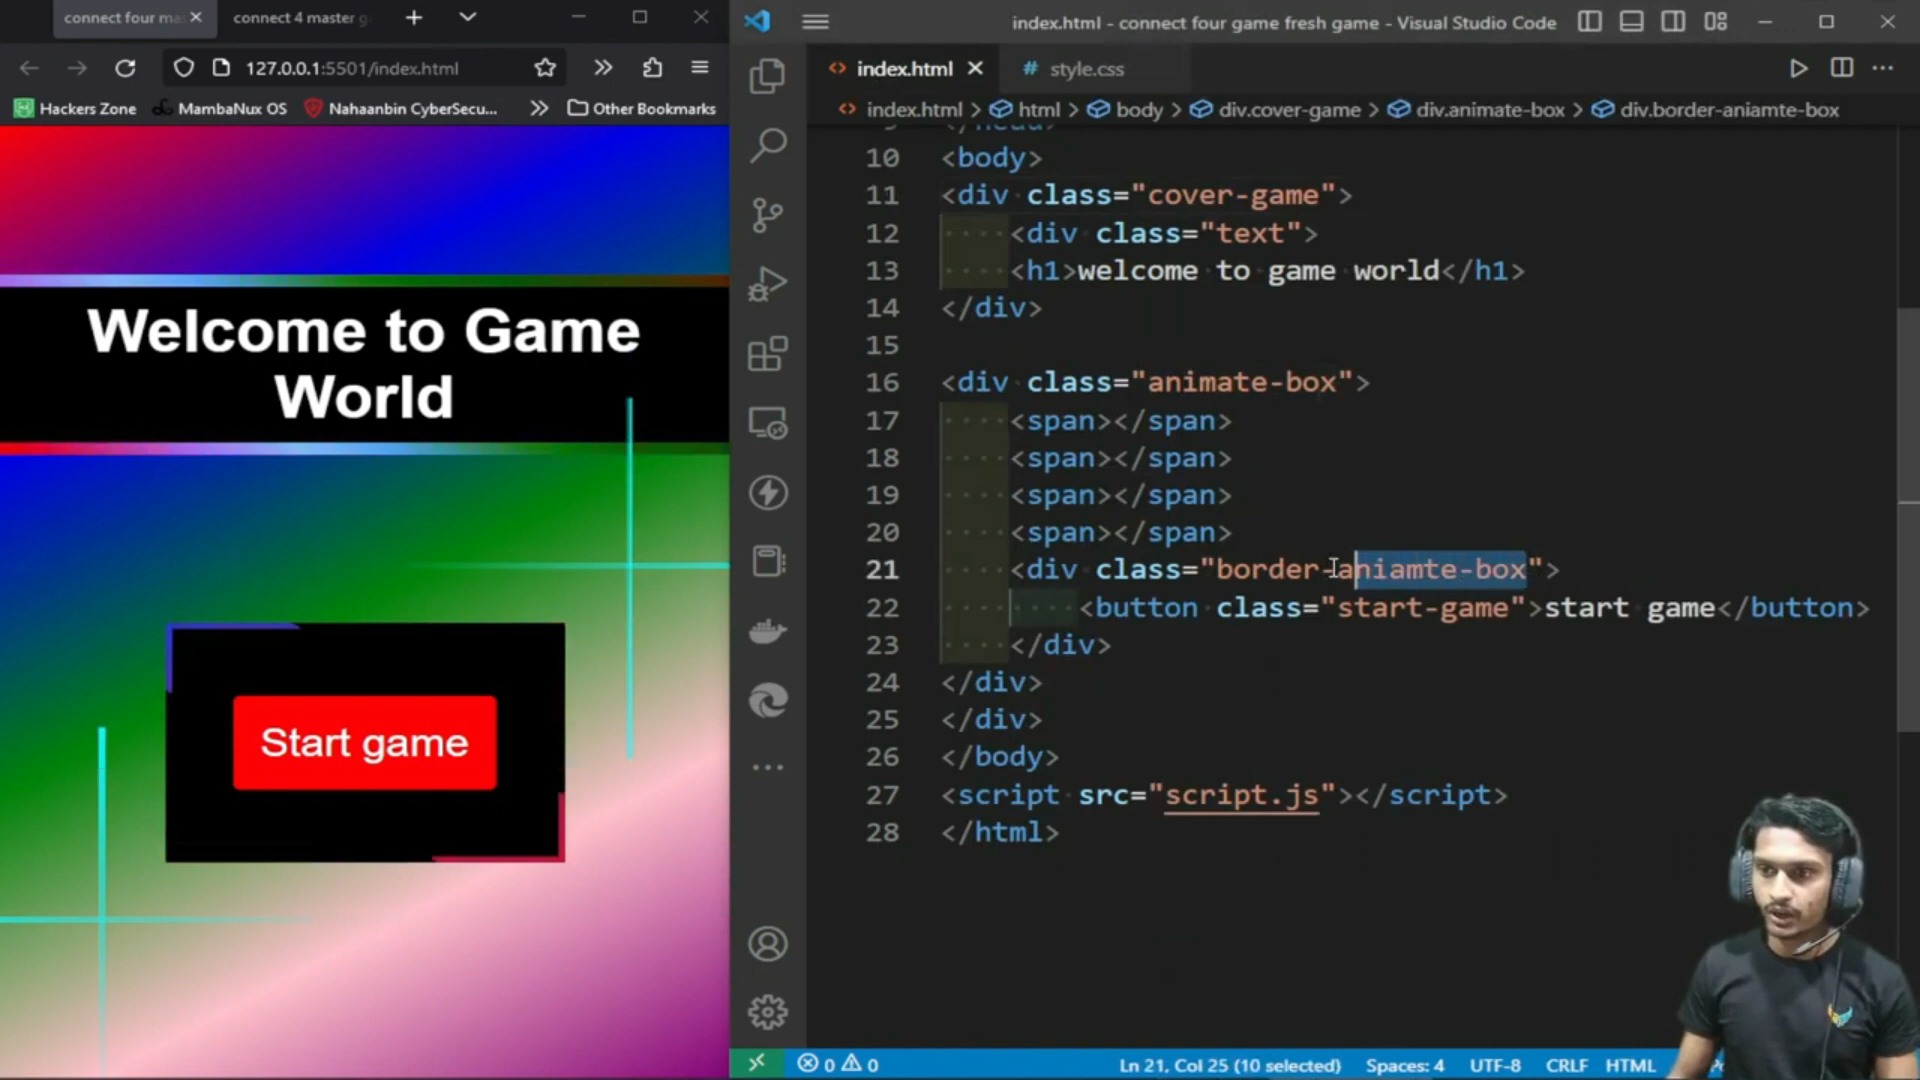 connect four ma
connect 4 master g
127.0.0.1:5501/index.html
Hackers Zone
MambaNux OS
Nahaanbin CyberSecu...
Other Bookmarks
Welcome to Game
World
Start game
index.html - connect four game fresh game - Visual Studio Code
index.html
# style.css
index.html > html > body > div.cover-game > div.animate-box > div.border-aniamte-box
10 <body>
11 <div class="cover-game">
12 <div class="text">
13 <h1>welcome to game world</h1>
14 </div>
15
16 <div class="animate-box">
17 <span></span>
18 <span></span>
19 <span></span>
20 <span></span>
21 <div class="border-aniamte-box">
22 <button class="start-game">start game</button>
23 </div>
24 </div>
25 </div>
26 </body>
27 <script src="script.js"></script>
28 </html>
0 0
Ln 21, Col 25 (10 selected)
Spaces: 4
UTF-8
CRLF
HTML